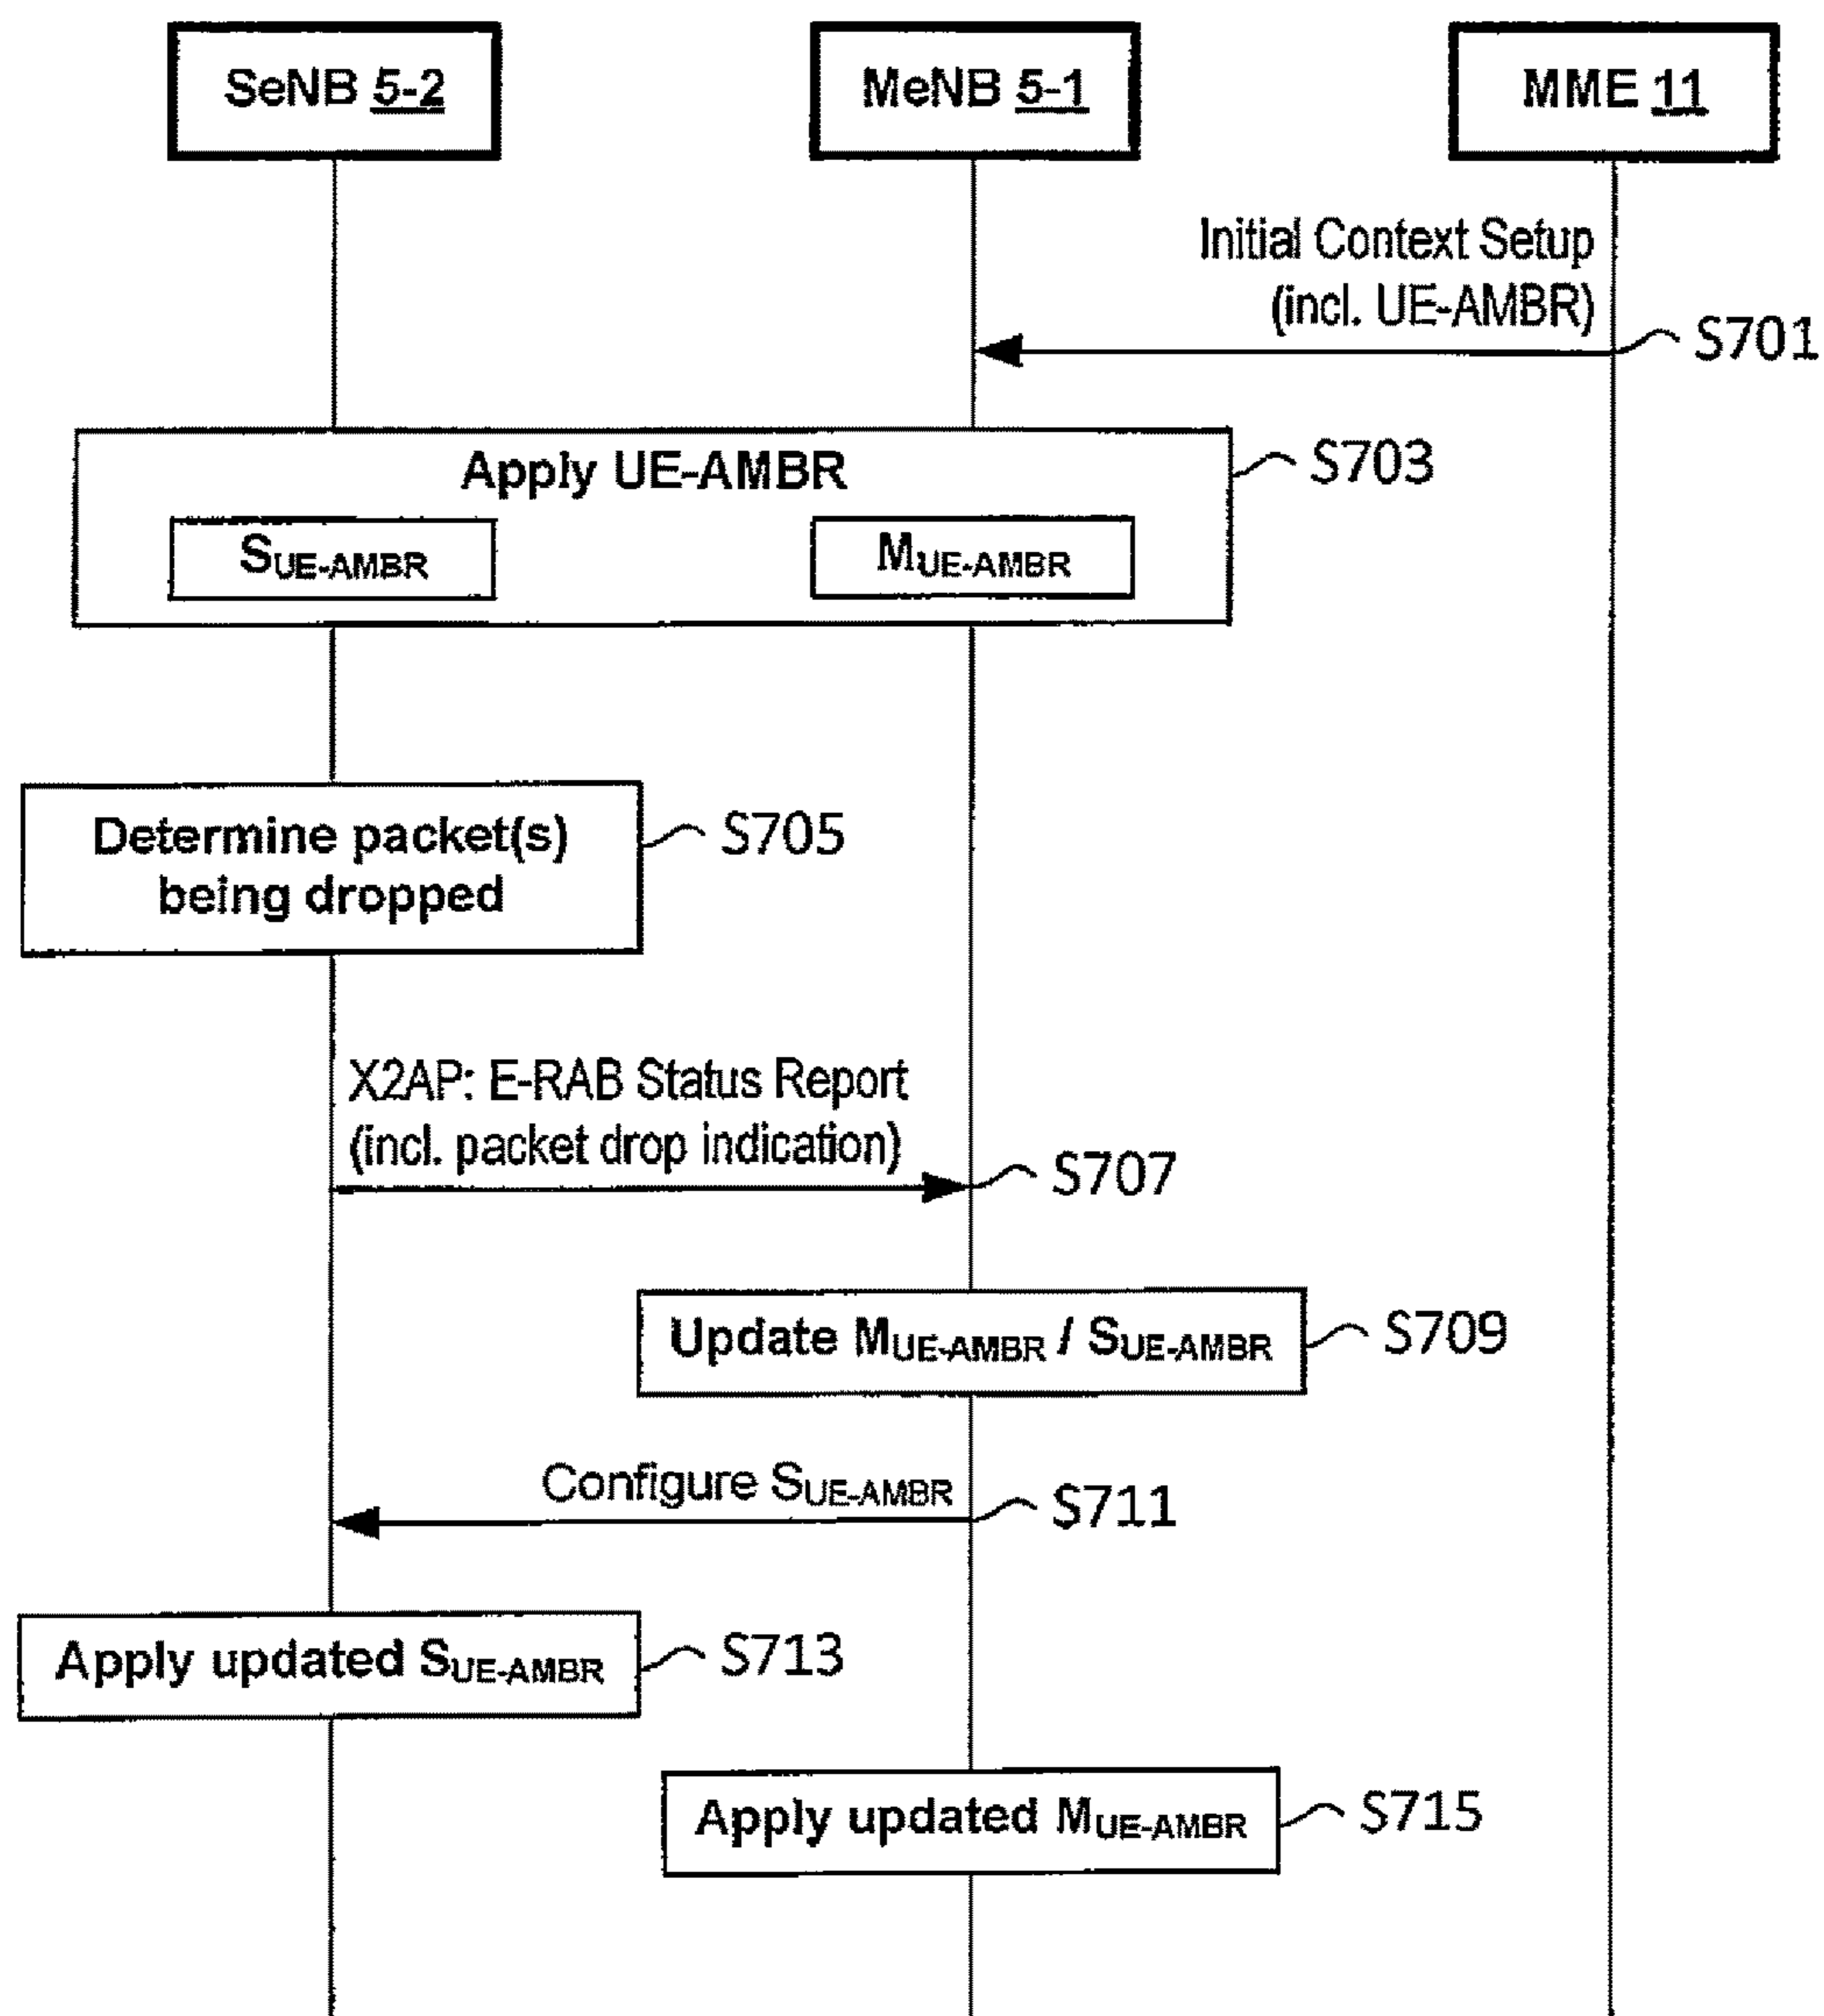 SeNB 5-2
MeNB 5-1
MME 11
Initial Context Setup
(incl. UE-AMBR)
S701
Apply UE-AMBR
S703
SUE-AMBR
MUE-AMBR
Determine packet(s)
being dropped
S705
X2AP: E-RAB Status Report
(incl. packet drop indication)
S707
Update MUE-AMBR / SUE-AMBR
S709
Configure SUE-AMBR
S711
Apply updated SUE-AMBR
S713
Apply updated MUE-AMBR
S715